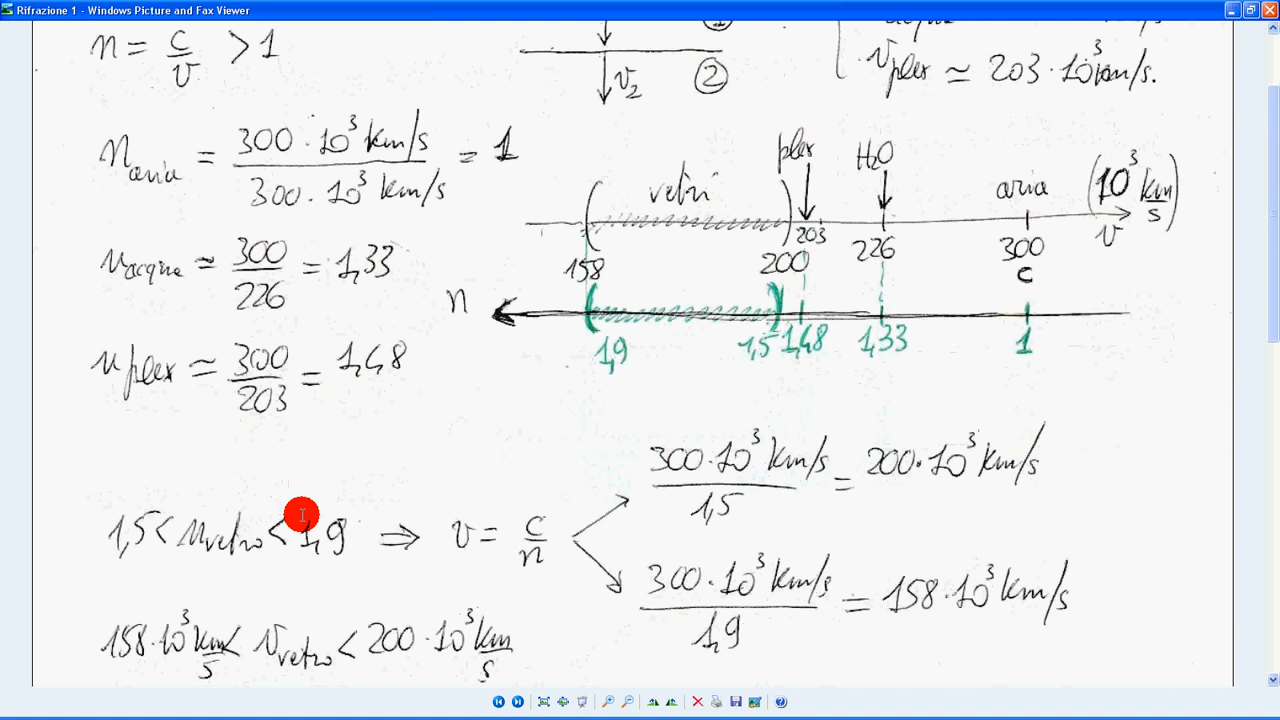 Rifrazione 1 - Windows Picture and Fax Viewer
n = c/v > 1
v₂ ②
v plex ≃ 203·10³ km/s.
n aria = 300·10³ km/s / 300·10³ km/s = 1
n acqua ≃ 300/226 = 1,33
n plex ≃ 300/203 = 1,48
vetri plex H2O aria (10³ km/s)
158 200 203 226 300 v
c
n
1,9 1,5 1,48 1,33 1
1,5 < n vetro < 1,9 ⇒ v = c/n
300·10³ km/s / 1,5 = 200·10³ km/s
300·10³ km/s / 1,9 = 158·10³ km/s
158·10³ km/s < v vetro < 200·10³ km/s